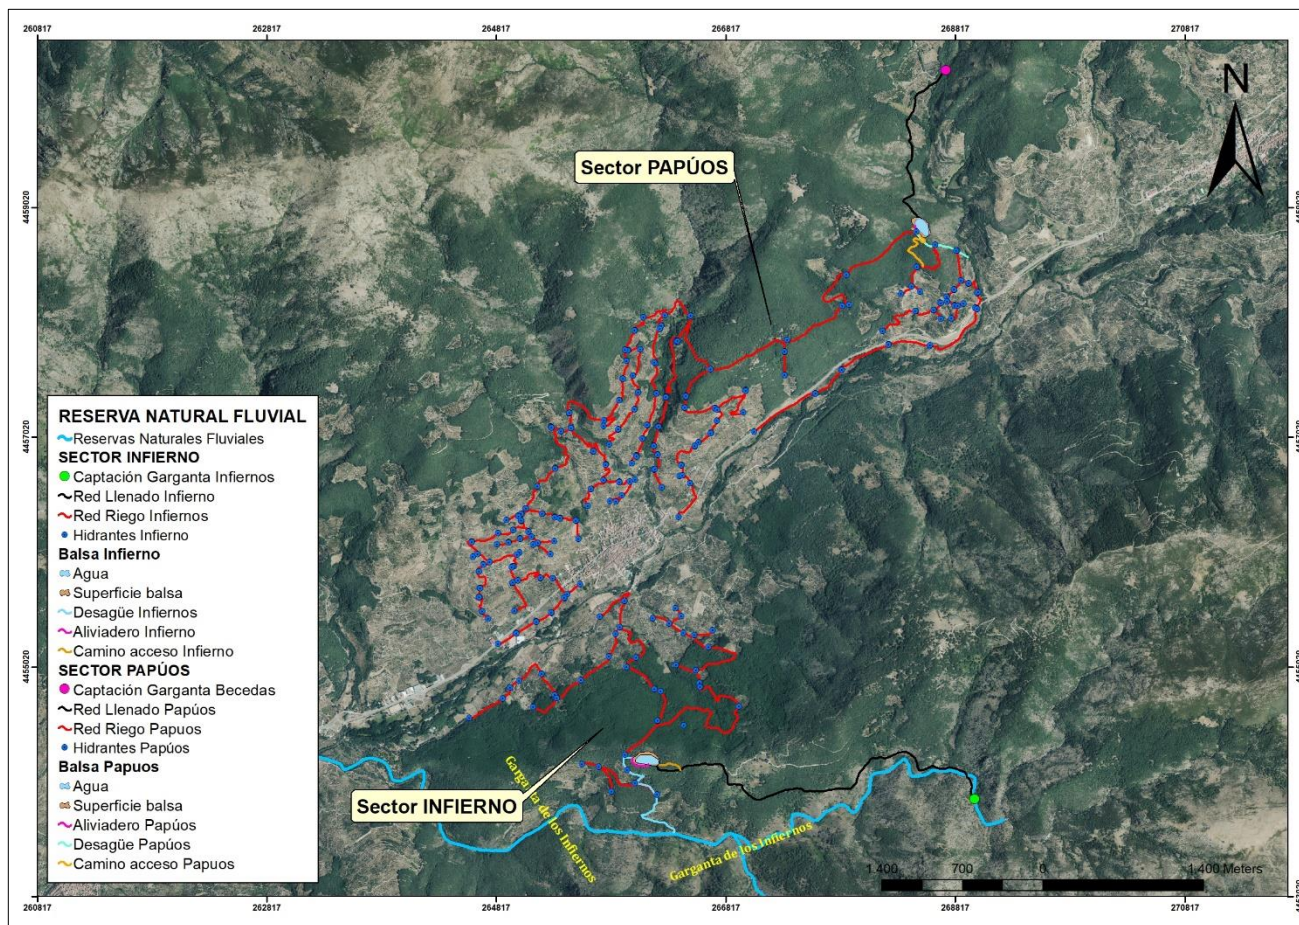 260817 262817 264817 266817 268817 270817
N
Sector PAPÚOS
4459020 4459020
4457020 4457020
RESERVA NATURAL FLUVIAL
Reservas Naturales Fluviales
SECTOR INFIERNO
Captación Garganta Infiernos
Red Llenado Infierno
Red Riego Infiernos
Hidrantes Infierno
Balsa Infierno
Agua
Superficie balsa
Desagüe Infiernos
Aliviadero Infierno
Camino acceso Infierno
SECTOR PAPÚOS
Captación Garganta Becedas
Red Llenado Papúos
Red Riego Papuos
Hidrantes Papúos
Balsa Papuos
Agua
Superficie balsa
Aliviadero Papúos
Desagüe Papúos
Camino acceso Papuos
4455020 4455020
Sector INFIERNO
Garganta de los Infiernos
Garganta de los Infiernos
1.400 700 0 1.400 Meters
4453020
260817 262817 264817 266817 268817 270817